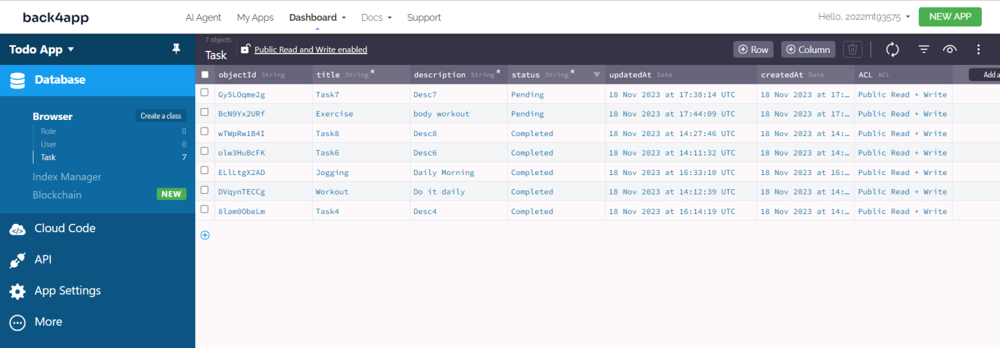 back4app
AI Agent
My Apps
Dashboard
Docs
Support
Hello, 2022mt93575
NEW APP
Todo App
7 objects
Task
Public Read and Write enabled
Row
Column
Database
Browser
Create a class
Role 0
User 0
Task 7
Index Manager
Blockchain NEW
Cloud Code
API
App Settings
More
objectId String title String* description String* status String* updatedAt Date createdAt Date ACL ACL Add a
Gy5LOqme2g Task7 Desc7 Pending 18 Nov 2023 at 17:38:14 UTC 18 Nov 2023 at 17:… Public Read + Write
BcN9Yx2URf Exercise body workout Pending 18 Nov 2023 at 17:44:09 UTC 18 Nov 2023 at 17:… Public Read + Write
wTWpRw1B4I Task8 Desc8 Completed 18 Nov 2023 at 14:27:46 UTC 18 Nov 2023 at 14:… Public Read + Write
olw3HuBcFK Task6 Desc6 Completed 18 Nov 2023 at 14:11:32 UTC 18 Nov 2023 at 14:… Public Read + Write
ELlLtgX2AD Jogging Daily Morning Completed 18 Nov 2023 at 16:33:10 UTC 18 Nov 2023 at 16:… Public Read + Write
DVqynTECCg Workout Do it daily Completed 18 Nov 2023 at 14:12:39 UTC 18 Nov 2023 at 14:… Public Read + Write
8lam0ObeLm Task4 Desc4 Completed 18 Nov 2023 at 16:14:19 UTC 18 Nov 2023 at 14:… Public Read + Write